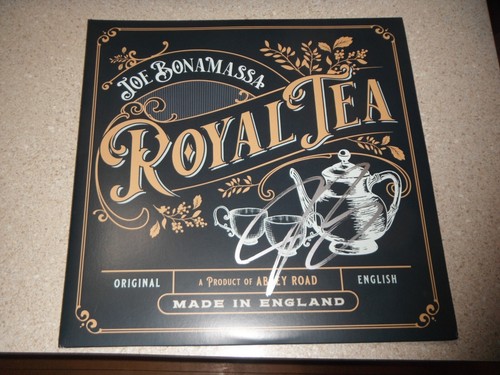 JOE BONAMASSA
ROYAL TEA
ORIGINAL
A PRODUCT OF ABBEY ROAD
ENGLISH
MADE IN ENGLAND